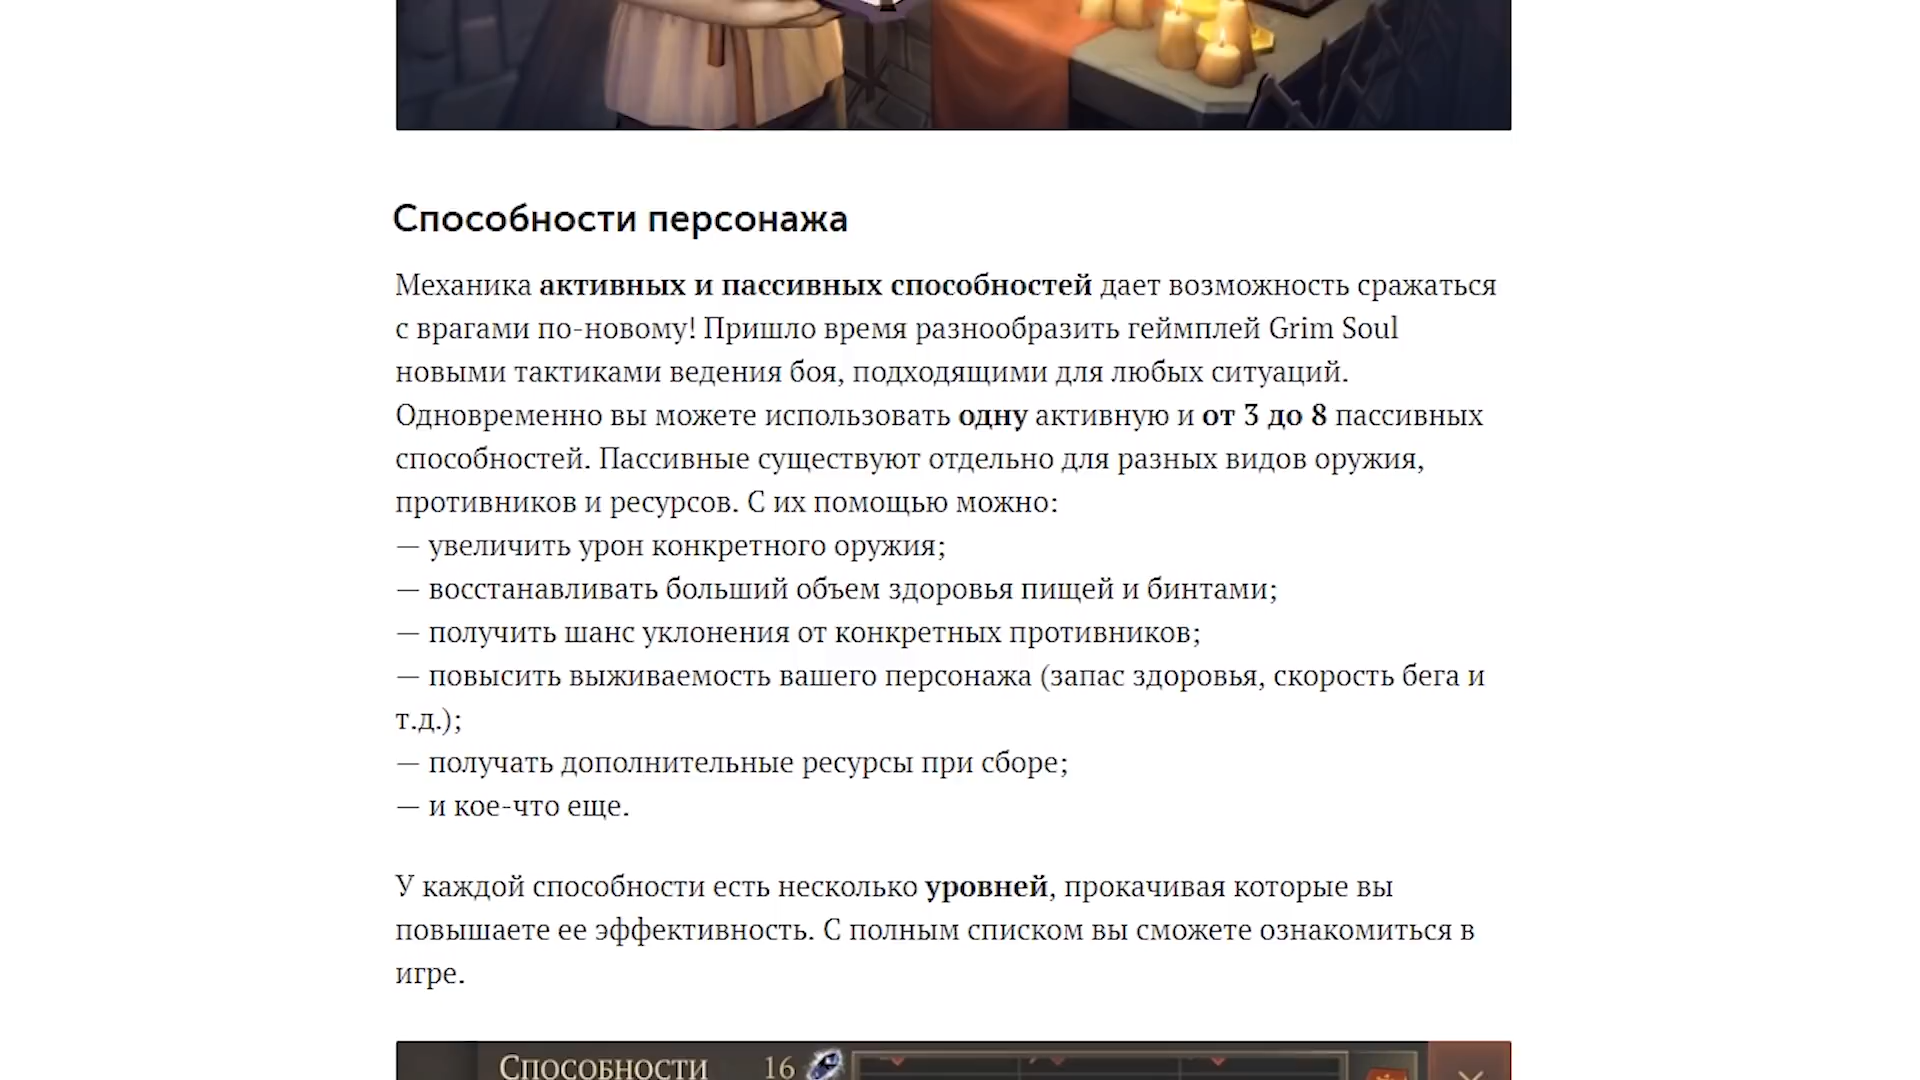 Способности персонажа
Механика активных и пассивных способностей дает возможность сражаться
с врагами по-новому! Пришло время разнообразить геймплей Grim Soul
новыми тактиками ведения боя, подходящими для любых ситуаций.
Одновременно вы можете использовать одну активную и от 3 до 8 пассивных
способностей. Пассивные существуют отдельно для разных видов оружия,
противников и ресурсов. С их помощью можно:
— увеличить урон конкретного оружия;
— восстанавливать больший объем здоровья пищей и бинтами;
— получить шанс уклонения от конкретных противников;
— повысить выживаемость вашего персонажа (запас здоровья, скорость бега и
т.д.);
— получать дополнительные ресурсы при сборе;
— и кое-что еще.
У каждой способности есть несколько уровней, прокачивая которые вы
повышаете ее эффективность. С полным списком вы сможете ознакомиться в
игре.
Способности 16